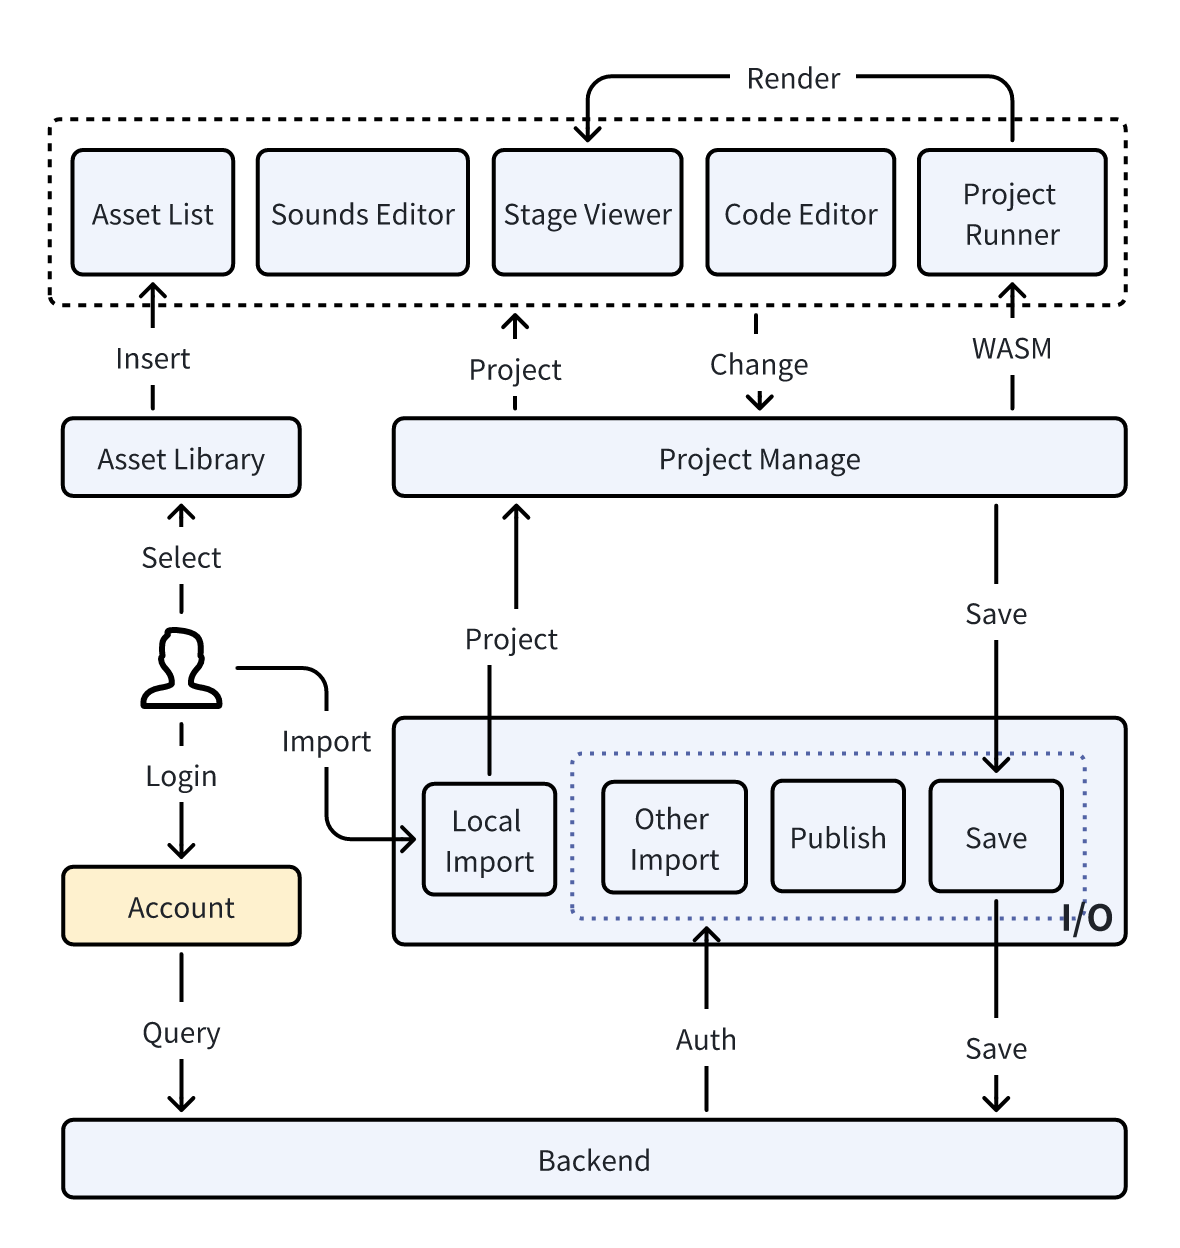 Render
Asset List
Sounds Editor
Stage Viewer
Code Editor
Project
Runner
Insert
Project
Change
WASM
Asset Library
Project Manage
Select
Project
Save
Import
Login
Local
Import
Other
Import
Publish
Save
I/O
Account
Query
Auth
Save
Backend